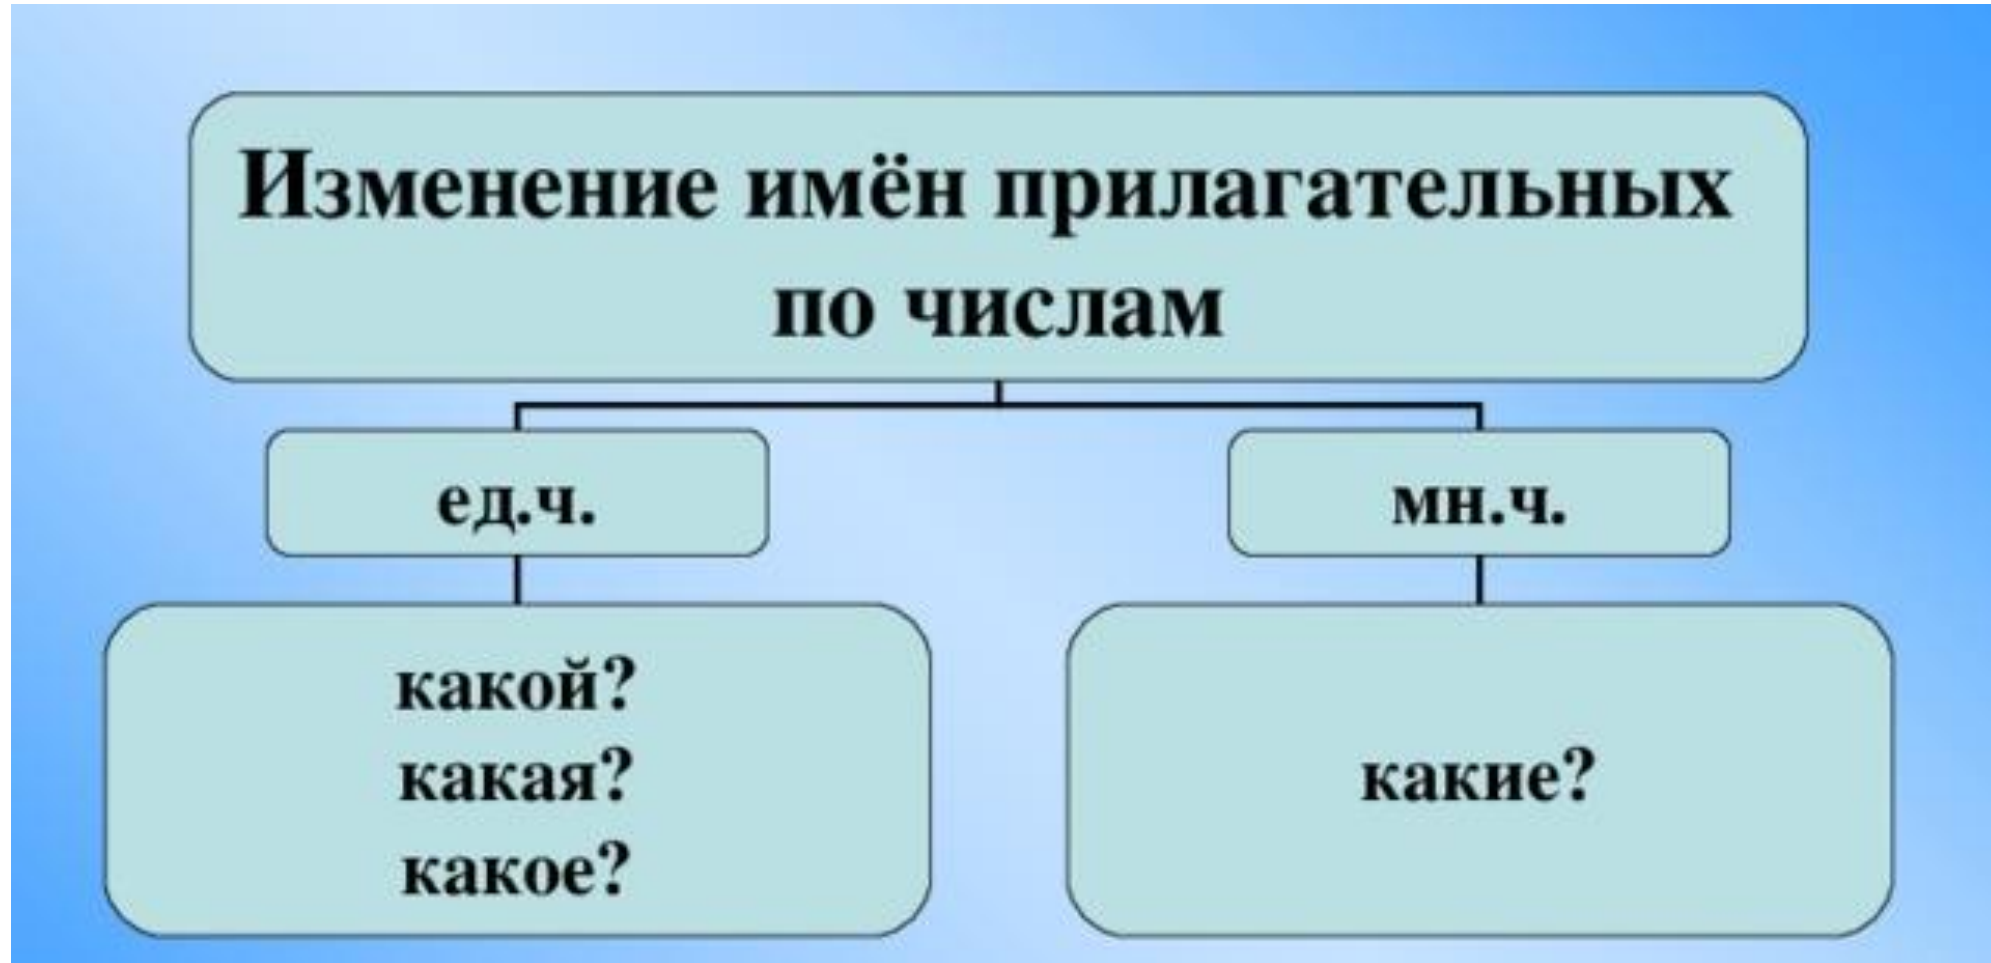 Изменение имён прилагательных
по числам
ед.ч.
мн.ч.
какой?
какая?
какое?
какие?